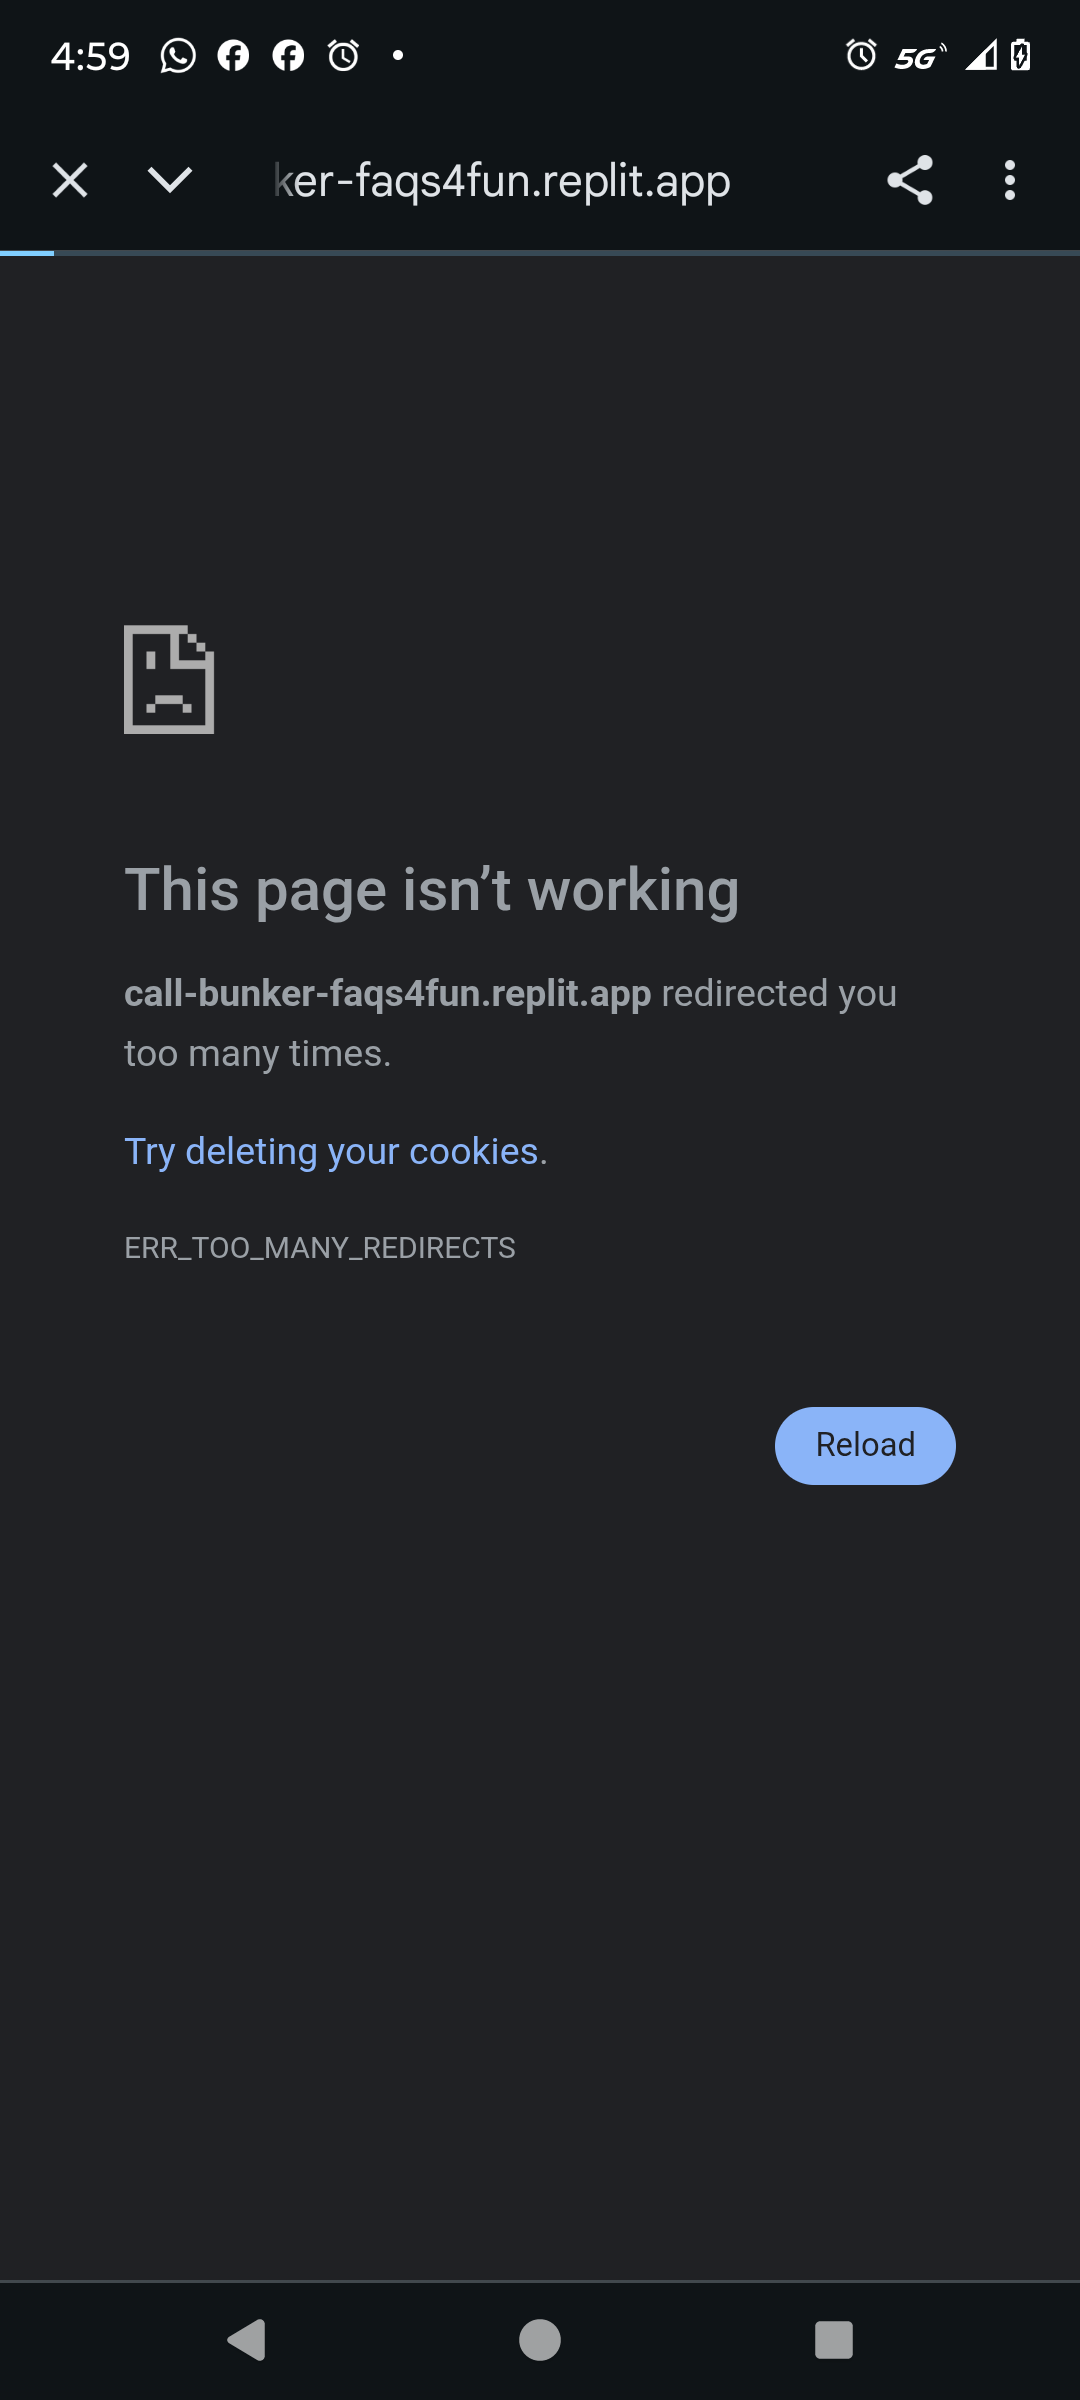 4:59
5G
ker-faqs4fun.replit.app
This page isn’t working
call-bunker-faqs4fun.replit.app redirected you
too many times.
Try deleting your cookies.
ERR_TOO_MANY_REDIRECTS
Reload